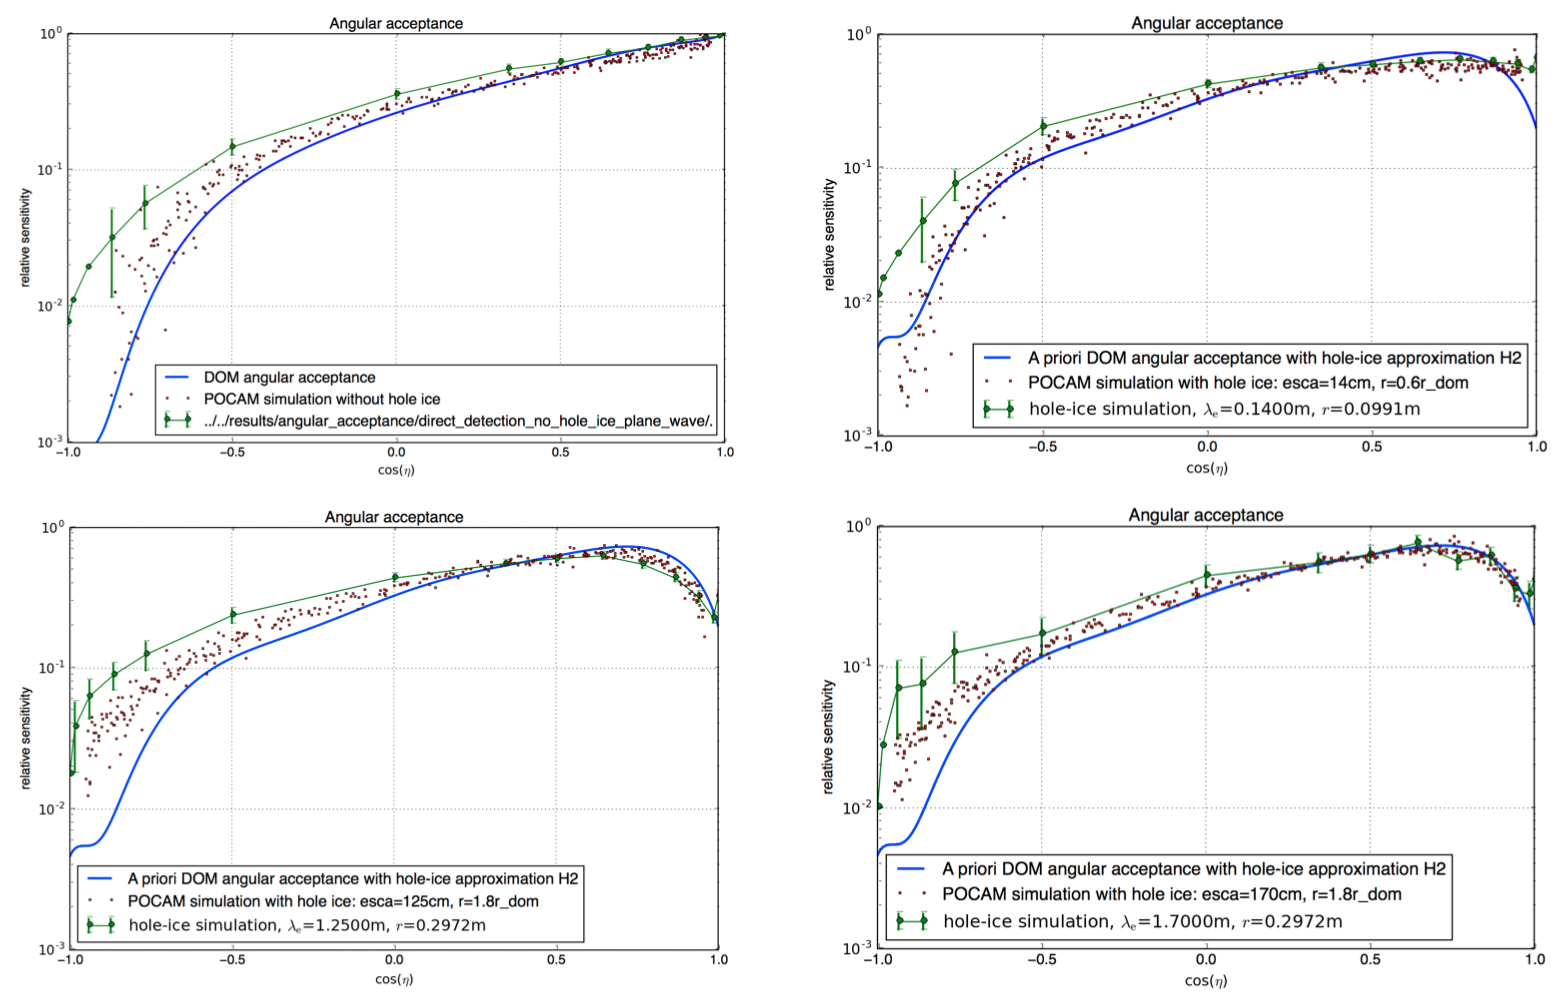 Angular acceptance
10^0
10^-1
10^-2
10^-3
relative sensitivity
DOM angular acceptance
POCAM simulation without hole ice
../../results/angular_acceptance/direct_detection_no_hole_ice_plane_wave/.
−1.0 −0.5 0.0 0.5 1.0
cos(η)
Angular acceptance
10^0
10^-1
10^-2
10^-3
relative sensitivity
A priori DOM angular acceptance with hole-ice approximation H2
POCAM simulation with hole ice: esca=14cm, r=0.6r_dom
hole-ice simulation, λ_e=0.1400m, r=0.0991m
−1.0 −0.5 0.0 0.5 1.0
cos(η)
Angular acceptance
10^0
10^-1
10^-2
10^-3
relative sensitivity
A priori DOM angular acceptance with hole-ice approximation H2
POCAM simulation with hole ice: esca=125cm, r=1.8r_dom
hole-ice simulation, λ_e=1.2500m, r=0.2972m
−1.0 −0.5 0.0 0.5 1.0
cos(η)
Angular acceptance
10^0
10^-1
10^-2
10^-3
relative sensitivity
A priori DOM angular acceptance with hole-ice approximation H2
POCAM simulation with hole ice: esca=170cm, r=1.8r_dom
hole-ice simulation, λ_e=1.7000m, r=0.2972m
−1.0 −0.5 0.0 0.5 1.0
cos(η)